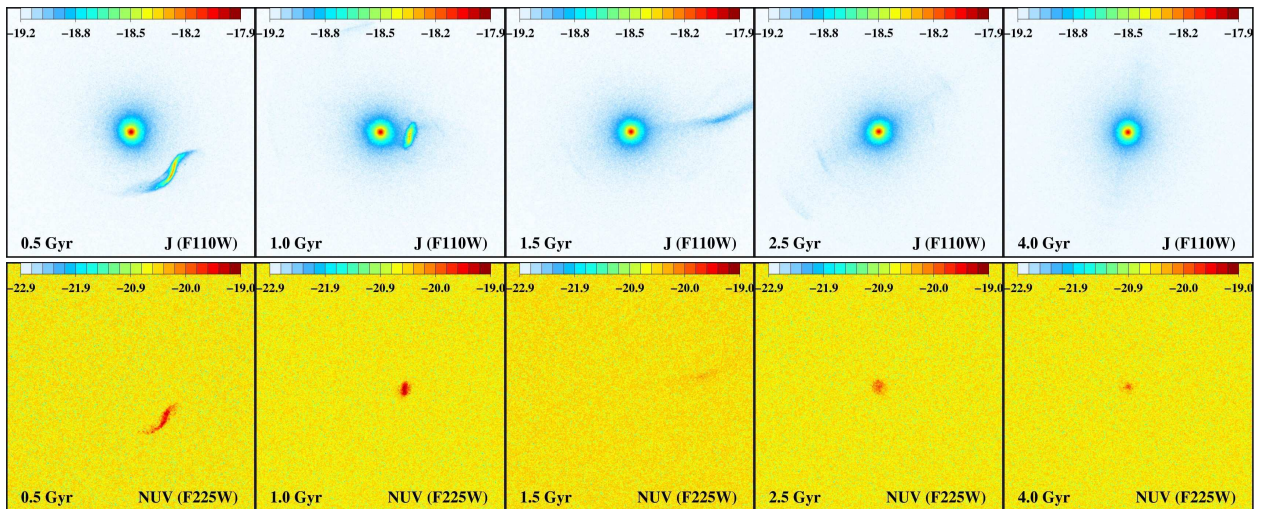 −19.2 −18.8 −18.5 −18.2 −17.9
−19.2 −18.8 −18.5 −18.2 −17.9
−19.2 −18.8 −18.5 −18.2 −17.9
−19.2 −18.8 −18.5 −18.2 −17.9
−19.2 −18.8 −18.5 −18.2 −17.9
0.5 Gyr J (F110W)
1.0 Gyr J (F110W)
1.5 Gyr J (F110W)
2.5 Gyr J (F110W)
4.0 Gyr J (F110W)
−22.9 −21.9 −20.9 −20.0 −19.0
−22.9 −21.9 −20.9 −20.0 −19.0
−22.9 −21.9 −20.9 −20.0 −19.0
−22.9 −21.9 −20.9 −20.0 −19.0
−22.9 −21.9 −20.9 −20.0 −19.0
0.5 Gyr NUV (F225W)
1.0 Gyr NUV (F225W)
1.5 Gyr NUV (F225W)
2.5 Gyr NUV (F225W)
4.0 Gyr NUV (F225W)